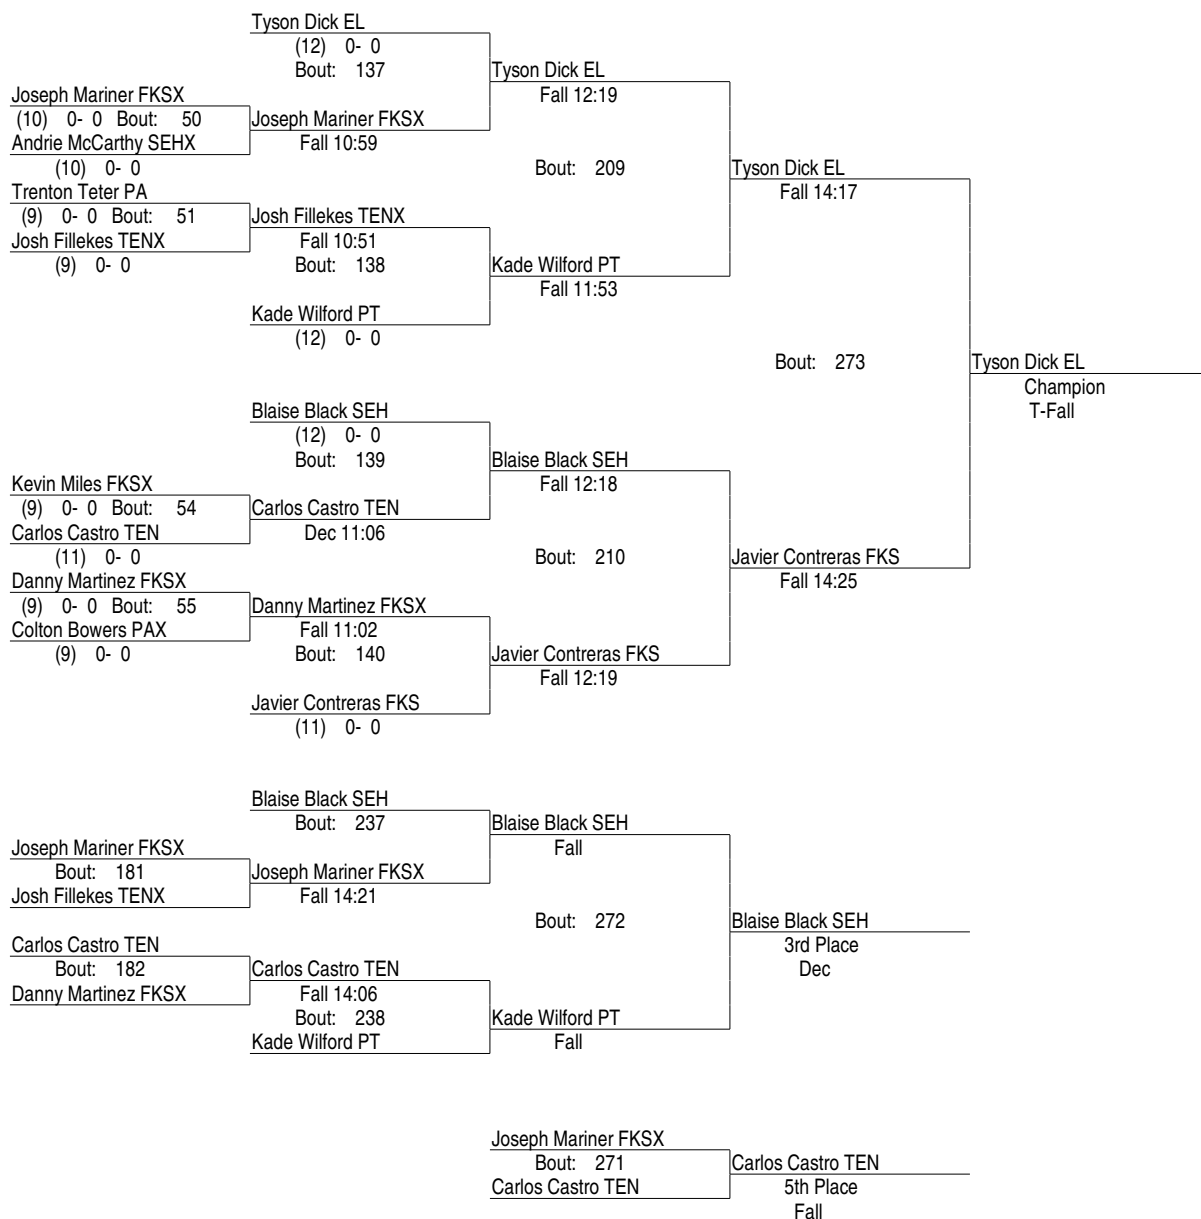 Tyson Dick EL
(12) 0- 0
Bout: 137
Tyson Dick EL
Fall 12:19
Joseph Mariner FKSX
(10) 0- 0 Bout: 50
Joseph Mariner FKSX
Andrie McCarthy SEHX
Fall 10:59
(10) 0- 0
Bout: 209
Tyson Dick EL
Trenton Teter PA
Fall 14:17
(9) 0- 0 Bout: 51
Josh Fillekes TENX
Josh Fillekes TENX
Fall 10:51
(9) 0- 0
Bout: 138
Kade Wilford PT
Fall 11:53
Kade Wilford PT
(12) 0- 0
Bout: 273
Tyson Dick EL
Champion
T-Fall
Blaise Black SEH
(12) 0- 0
Bout: 139
Blaise Black SEH
Kevin Miles FKSX
Fall 12:18
(9) 0- 0 Bout: 54
Carlos Castro TEN
Carlos Castro TEN
Dec 11:06
(11) 0- 0
Bout: 210
Javier Contreras FKS
Danny Martinez FKSX
Fall 14:25
(9) 0- 0 Bout: 55
Danny Martinez FKSX
Colton Bowers PAX
Fall 11:02
(9) 0- 0
Bout: 140
Javier Contreras FKS
Fall 12:19
Javier Contreras FKS
(11) 0- 0
Blaise Black SEH
Bout: 237
Blaise Black SEH
Joseph Mariner FKSX
Fall
Bout: 181
Joseph Mariner FKSX
Josh Fillekes TENX
Fall 14:21
Bout: 272
Blaise Black SEH
Carlos Castro TEN
3rd Place
Bout: 182
Carlos Castro TEN
Dec
Danny Martinez FKSX
Fall 14:06
Bout: 238
Kade Wilford PT
Kade Wilford PT
Fall
Joseph Mariner FKSX
Bout: 271
Carlos Castro TEN
Carlos Castro TEN
5th Place
Fall